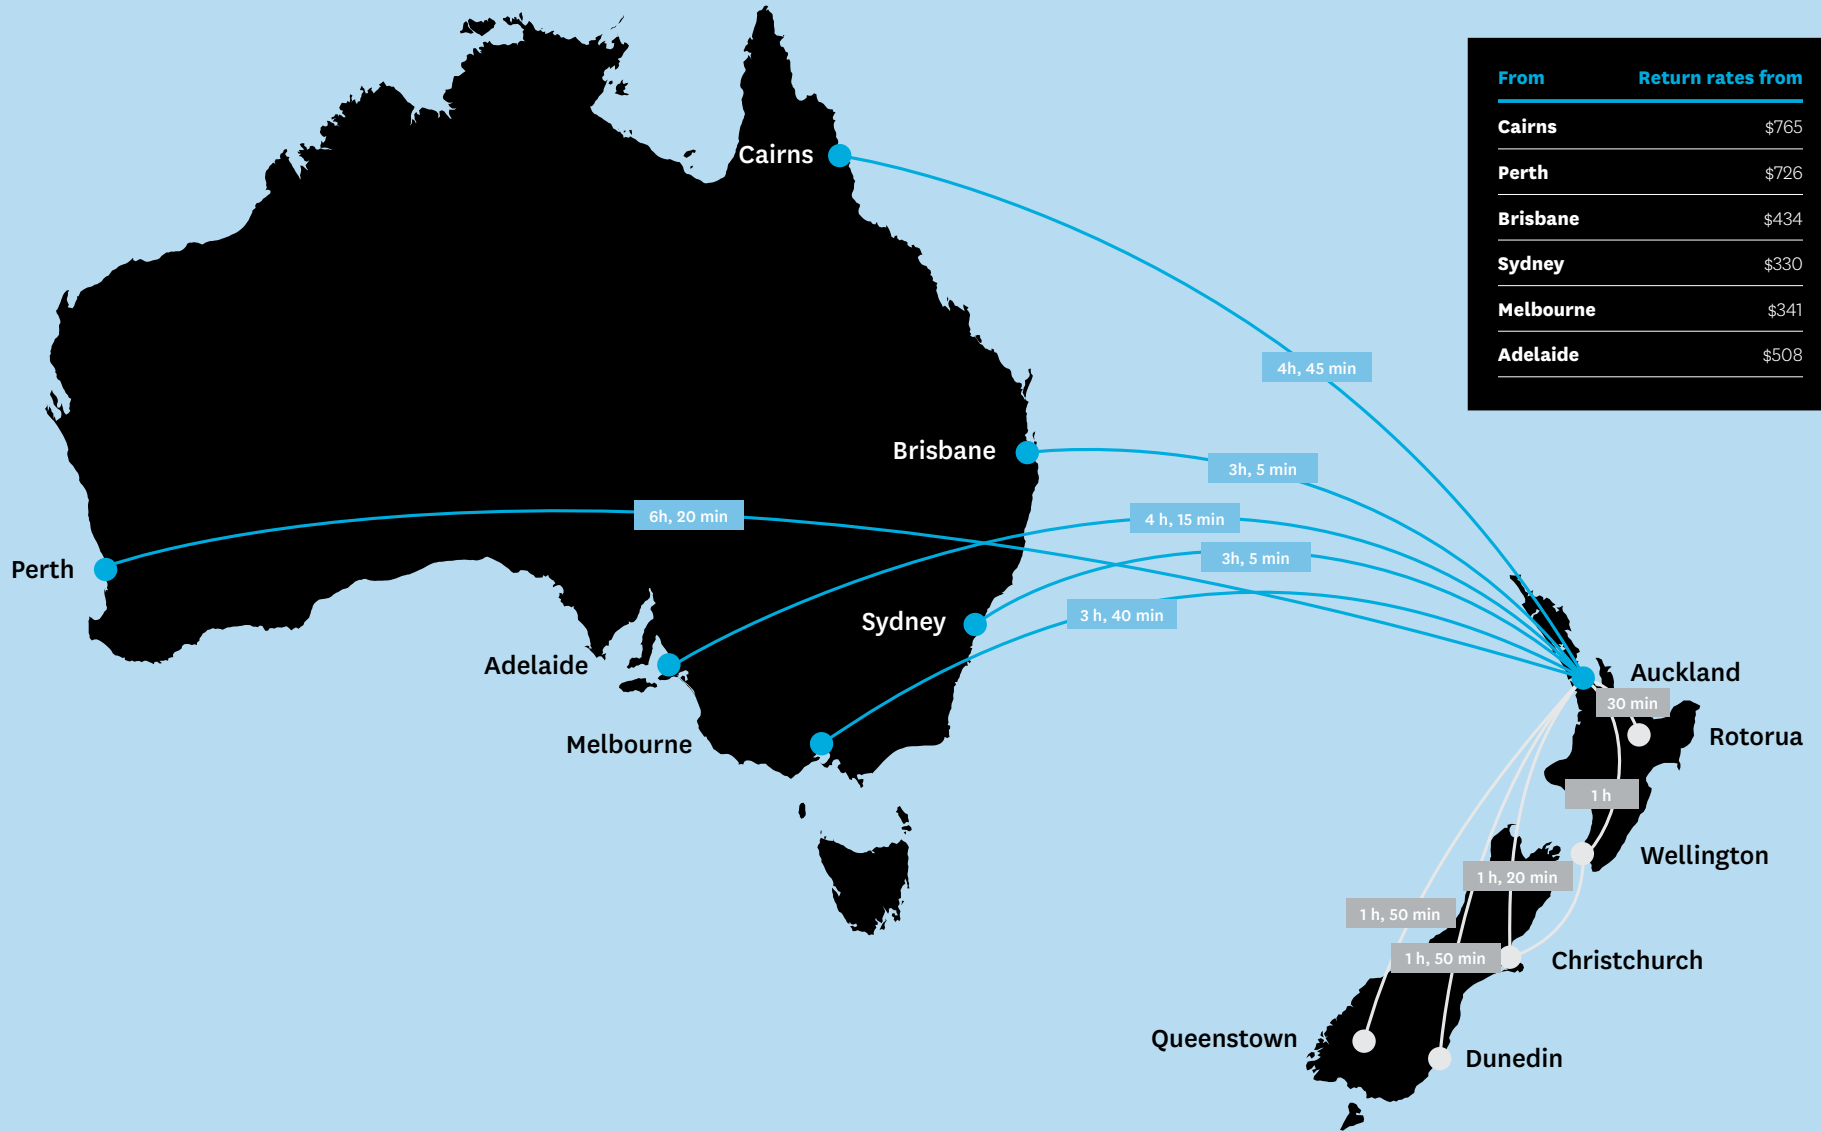 From Return rates from
Cairns $765
Perth $726
Brisbane $434
Sydney $330
Melbourne $341
Adelaide $508
Cairns
4h, 45 min
Brisbane
3h, 5 min
6h, 20 min
4 h, 15 min
3h, 5 min
Perth
3 h, 40 min
Sydney
Adelaide
Auckland
30 min
Melbourne
Rotorua
1 h
Wellington
1 h, 20 min
1 h, 50 min
1 h, 50 min
Christchurch
Queenstown
Dunedin